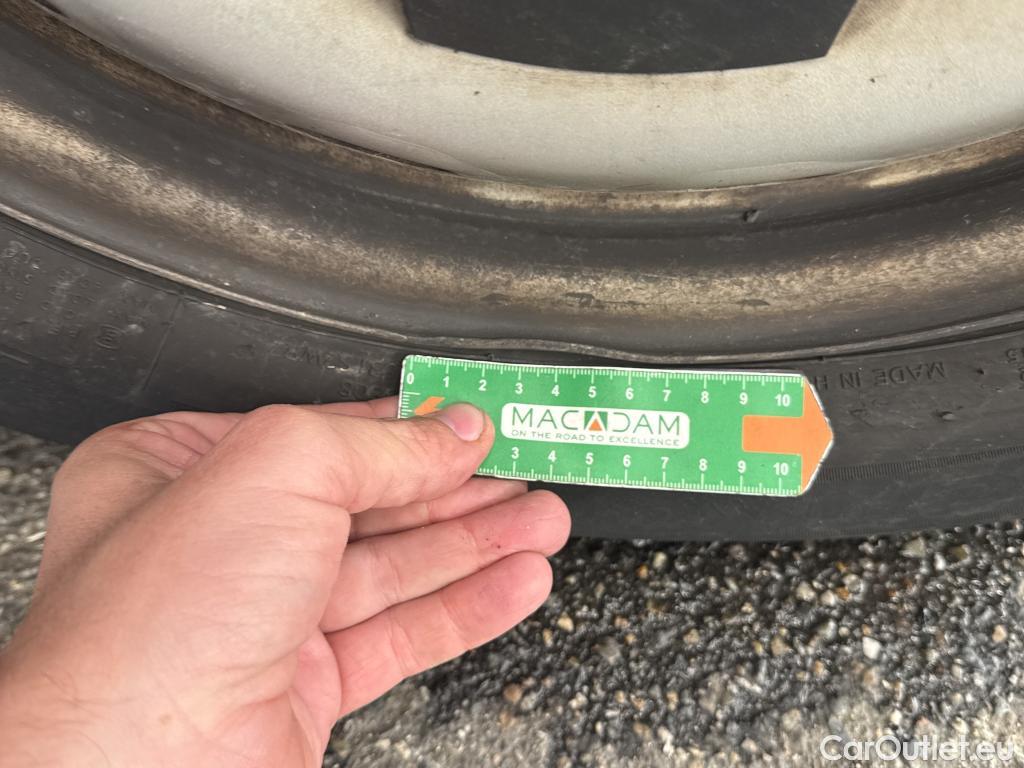 MADE IN H
0 1 2 3 4 5 6 7 8 9 10
MACADAM
ON THE ROAD TO EXCELLENCE
3 4 5 6 7 8 9 10
CarOutlet.eu